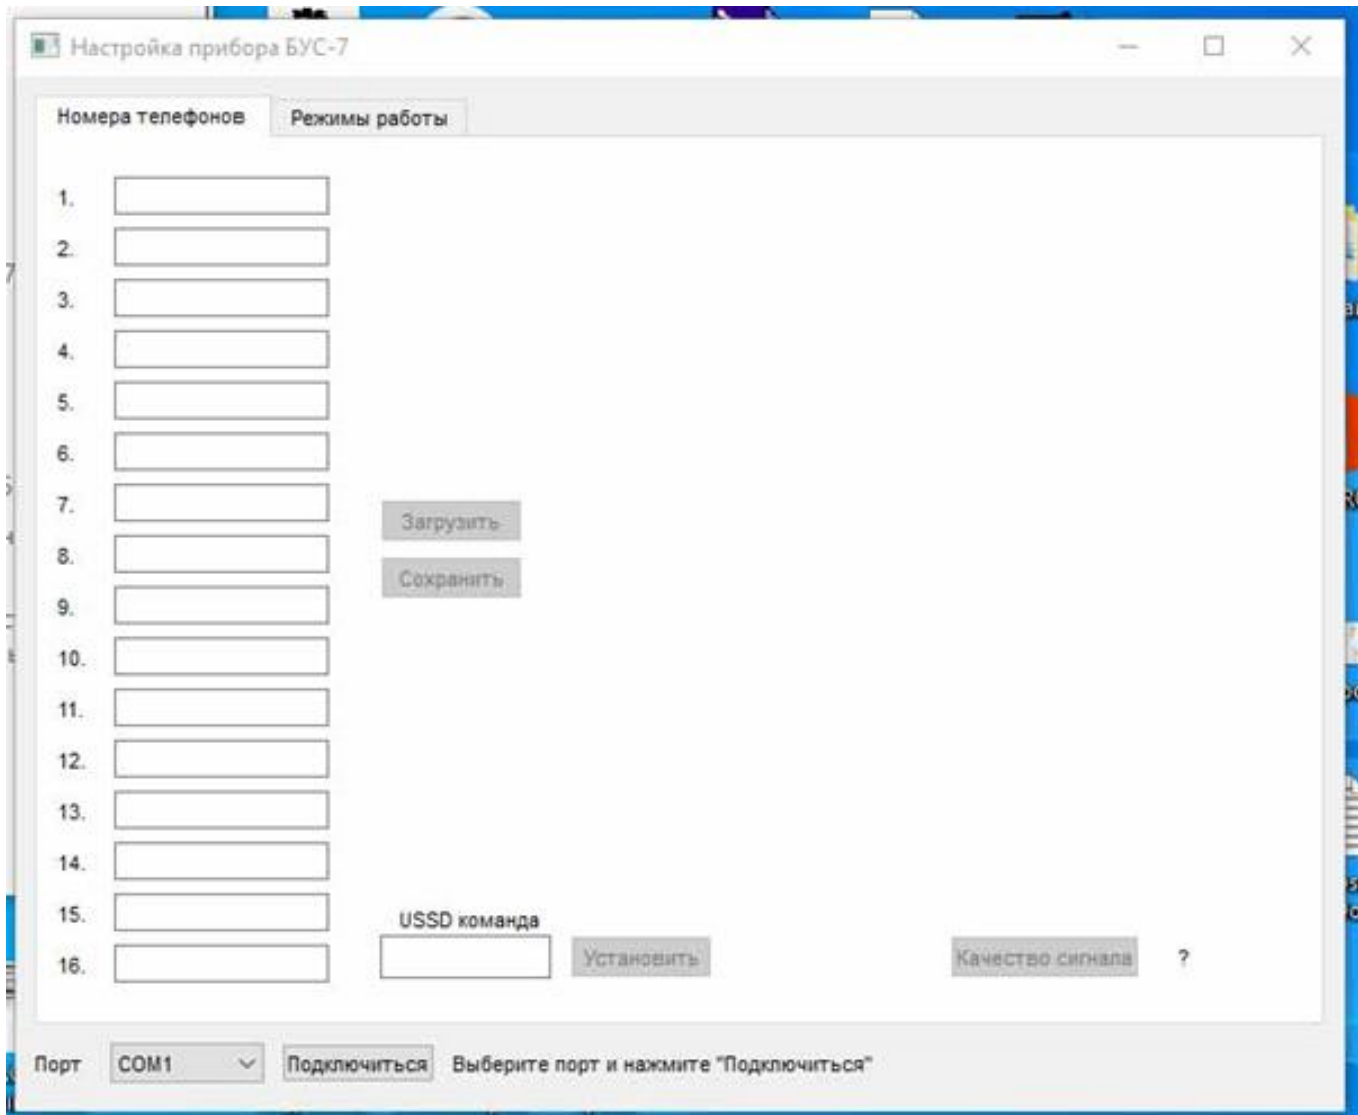 Настройка прибора БУС-7
Номера телефонов Режимы работы
1.
2.
3.
4.
5.
6.
7.
Загрузить
8.
Сохранить
9.
10.
11.
12.
13.
14.
15.
USSD команда
16.
Установить Качество сигнала ?
Порт COM1 Подключиться Выберите порт и нажмите "Подключиться"